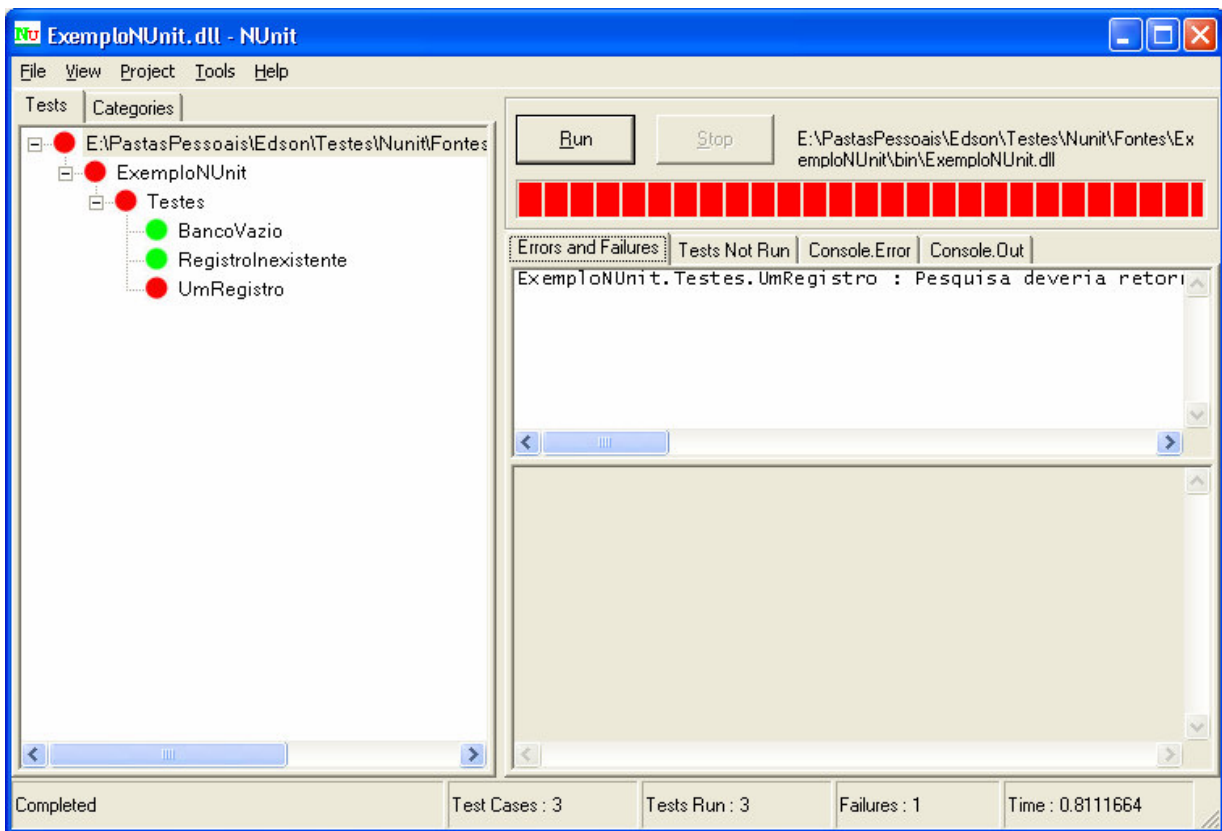 Nu ExemploNUnit.dll - NUnit
File View Project Tools Help
Tests Categories
E:\PastasPessoais\Edson\Testes\Nunit\Fontes
ExemploNUnit
Testes
BancoVazio
RegistroInexistente
UmRegistro
Run Stop
E:\PastasPessoais\Edson\Testes\Nunit\Fontes\Ex
emploNUnit\bin\ExemploNUnit.dll
Errors and Failures Tests Not Run Console.Error Console.Out
ExemploNUnit.Testes.UmRegistro : Pesquisa deveria
Completed Test Cases : 3 Tests Run : 3 Failures : 1 Time : 0.8111664